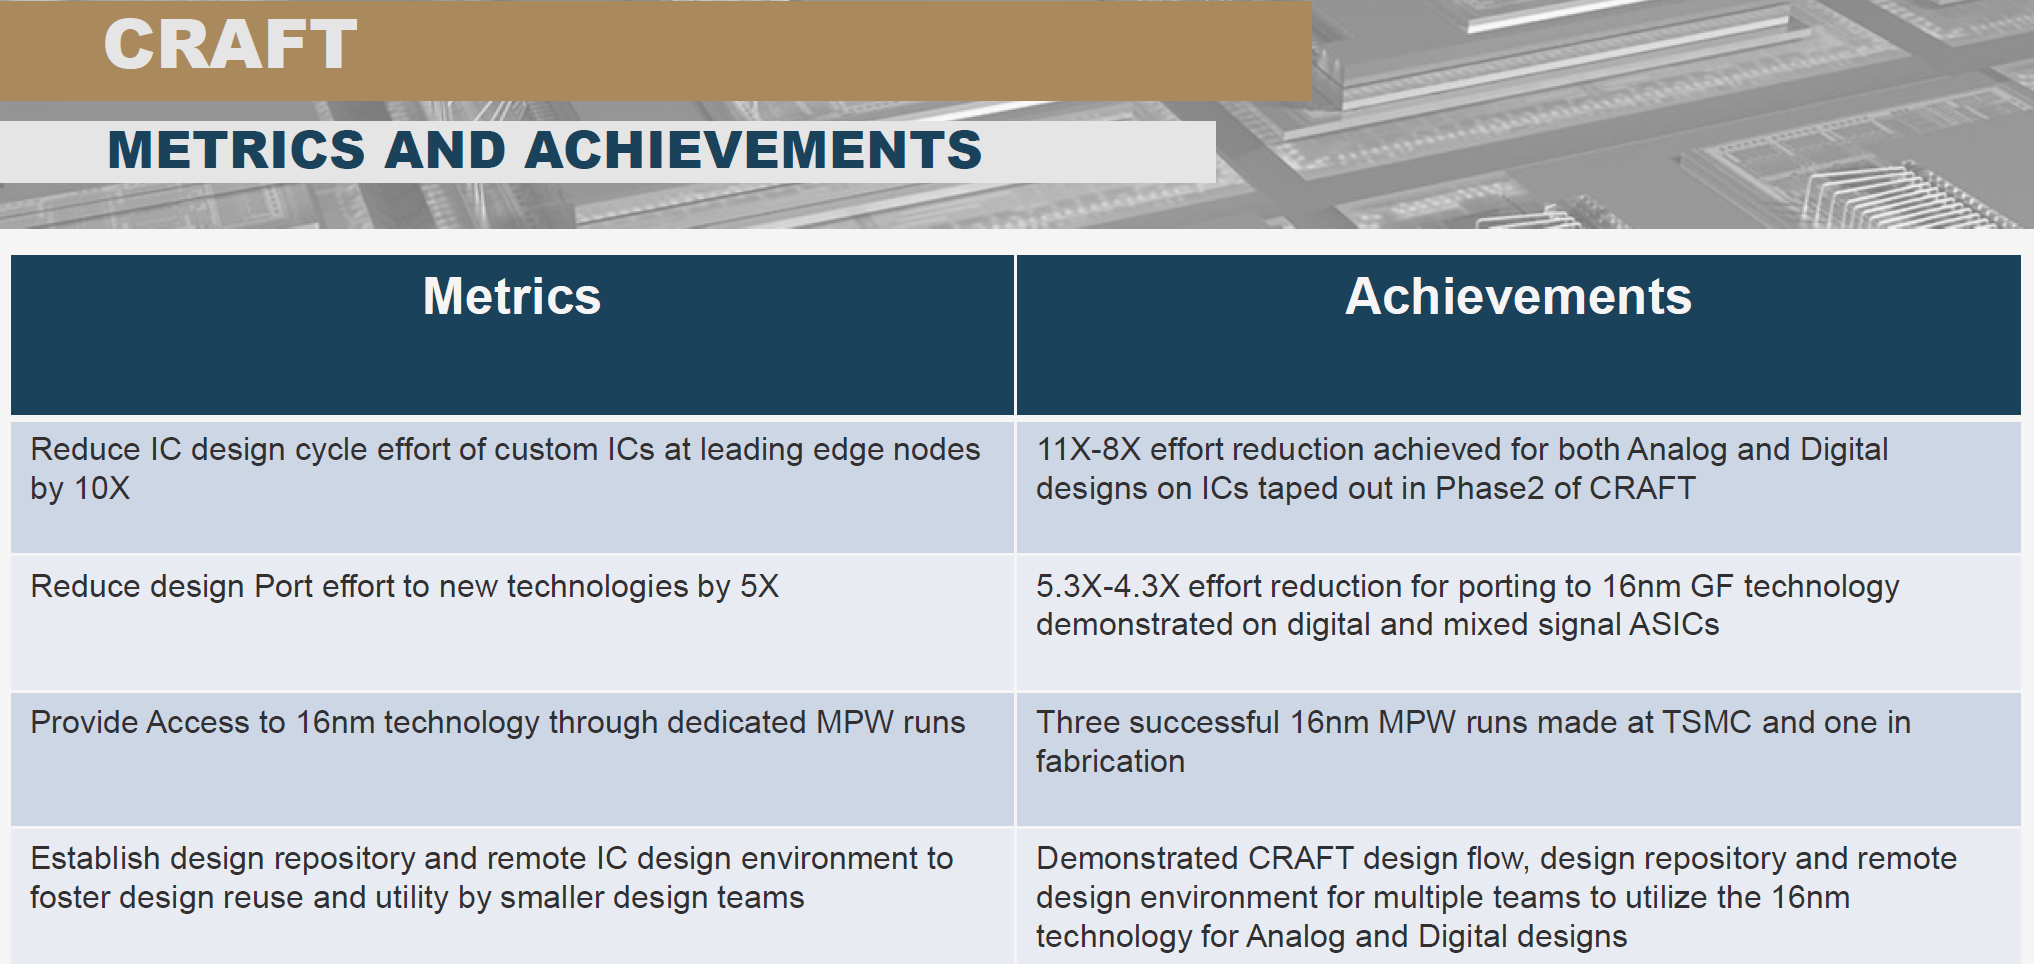 CRAFT
METRICS AND ACHIEVEMENTS
Metrics
Achievements
Reduce IC design cycle effort of custom ICs at leading edge nodes
by 10X
11X-8X effort reduction achieved for both Analog and Digital
designs on ICs taped out in Phase2 of CRAFT
Reduce design Port effort to new technologies by 5X
5.3X-4.3X effort reduction for porting to 16nm GF technology
demonstrated on digital and mixed signal ASICs
Provide Access to 16nm technology through dedicated MPW runs
Three successful 16nm MPW runs made at TSMC and one in
fabrication
Establish design repository and remote IC design environment to
foster design reuse and utility by smaller design teams
Demonstrated CRAFT design flow, design repository and remote
design environment for multiple teams to utilize the 16nm
technology for Analog and Digital designs